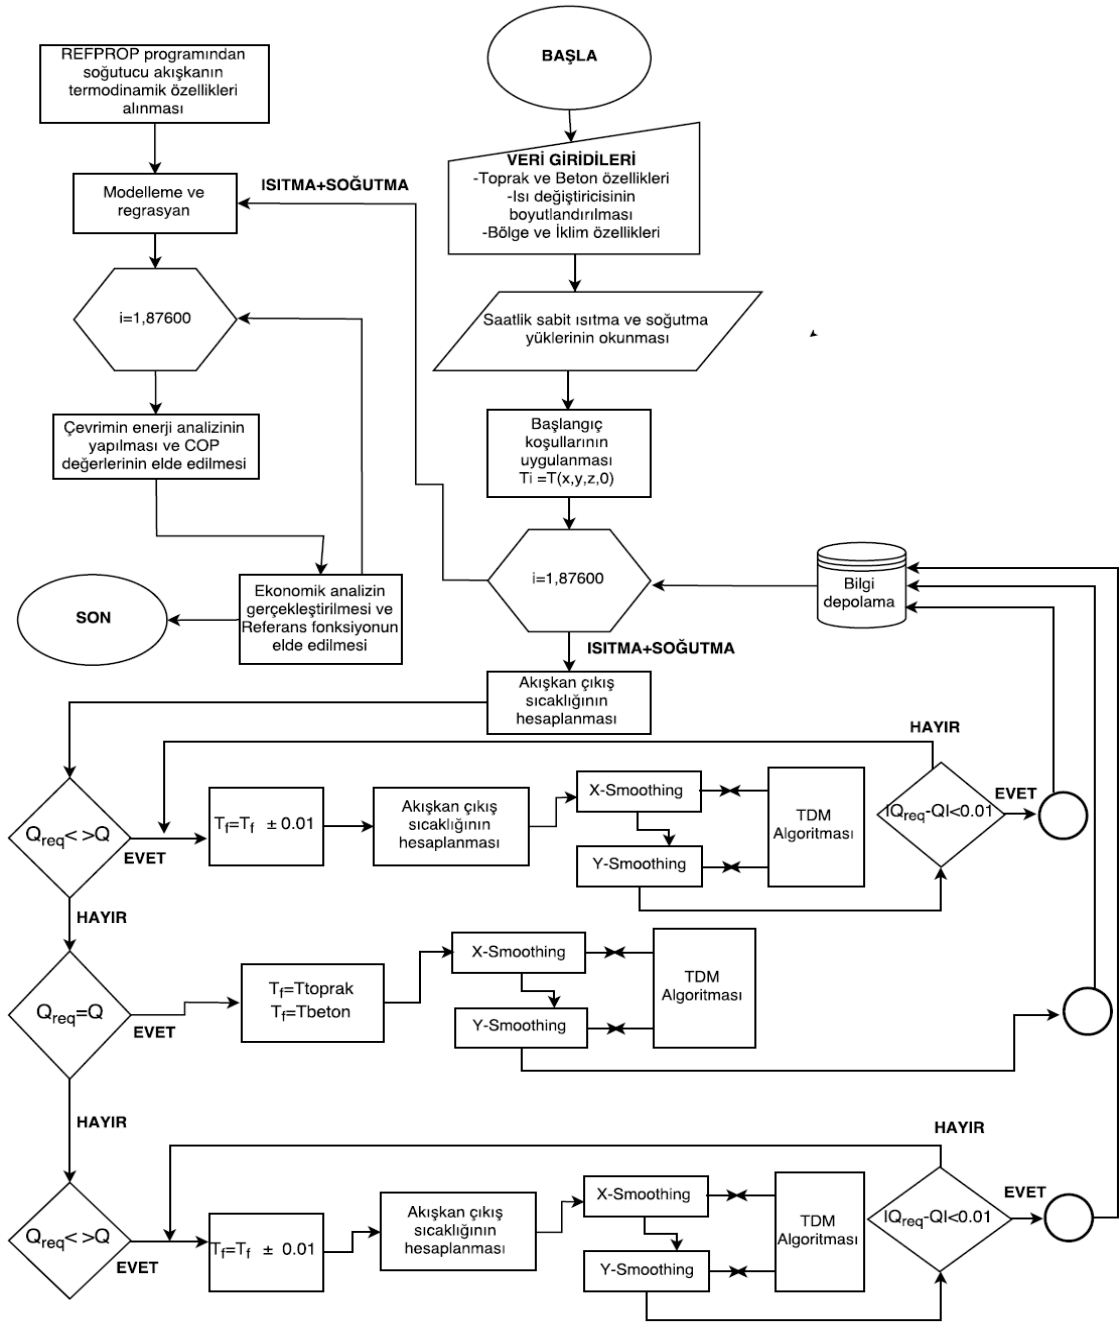 BAŞLA
REFPROP programından
soğutucu akışkanın
termodinamik özellikleri
alınması
VERİ GİRİDİLERİ
-Toprak ve Beton özellikleri
-Isı değiştiricisinin
boyutlandırılması
-Bölge ve İklim özellikleri
Modelleme ve
regrasyan
ISITMA+SOĞUTMA
i=1,87600
Saatlik sabit ısıtma ve soğutma
yüklerinin okunması
Çevrimin enerji analizinin
yapılması ve COP
değerlerinin elde edilmesi
Başlangıç
koşullarının
uygulanması
Ti =T(x,y,z,0)
i=1,87600
Bilgi
depolama
Ekonomik analizin
gerçekleştirilmesi ve
Referans fonksiyonun
elde edilmesi
SON
ISITMA+SOĞUTMA
Akışkan çıkış
sıcaklığının
hesaplanması
HAYIR
Qreq< >Q
EVET
Tf=Tf ± 0.01
Akışkan çıkış
sıcaklığının
hesaplanması
X-Smoothing
Y-Smoothing
TDM
Algoritması
IQreq-QI<0.01
EVET
HAYIR
Qreq=Q
EVET
Tf=Ttoprak
Tf=Tbeton
X-Smoothing
Y-Smoothing
TDM
Algoritması
HAYIR
HAYIR
Qreq< >Q
EVET
Tf=Tf ± 0.01
Akışkan çıkış
sıcaklığının
hesaplanması
X-Smoothing
Y-Smoothing
TDM
Algoritması
IQreq-QI<0.01
EVET